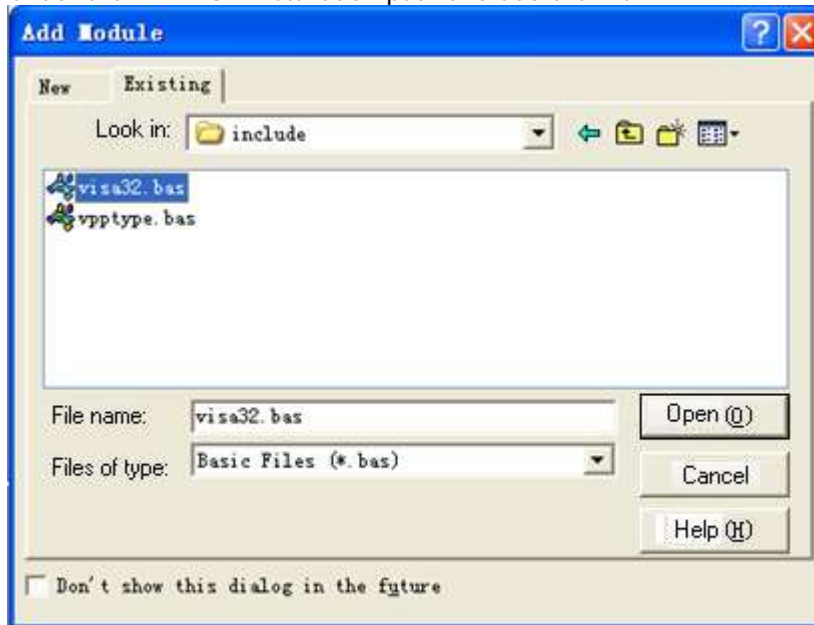 Add Module
New Existing
Look in: include
visa32.bas
vpptype.bas
File name: visa32.bas
Open (O)
Files of type: Basic Files (*.bas)
Cancel
Help (H)
Don't show this dialog in the future